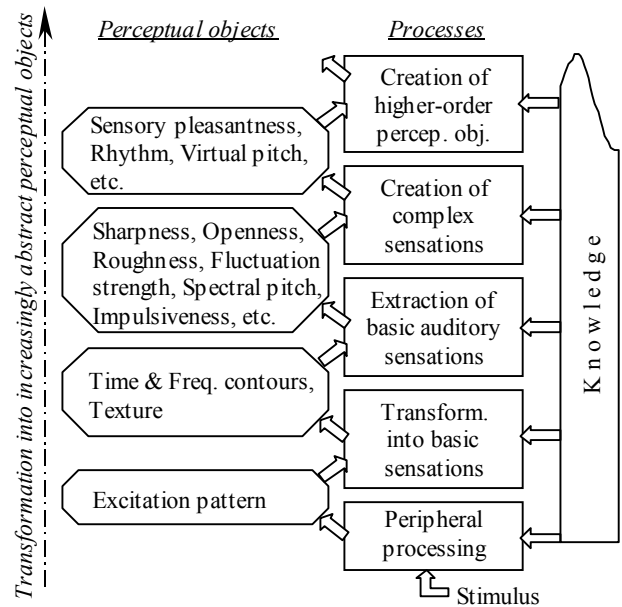 Transformation into increasingly abstract perceptual objects
Perceptual objects
Processes
Creation of
higher-order
percep. obj.
Sensory pleasantness,
Rhythm, Virtual pitch,
etc.
Creation of
complex
sensations
Sharpness, Openness,
Roughness, Fluctuation
strength, Spectral pitch,
Impulsiveness, etc.
Extraction of
basic auditory
sensations
Time & Freq. contours,
Texture
Transform.
into basic
sensations
Excitation pattern
Peripheral
processing
Stimulus
Knowledge